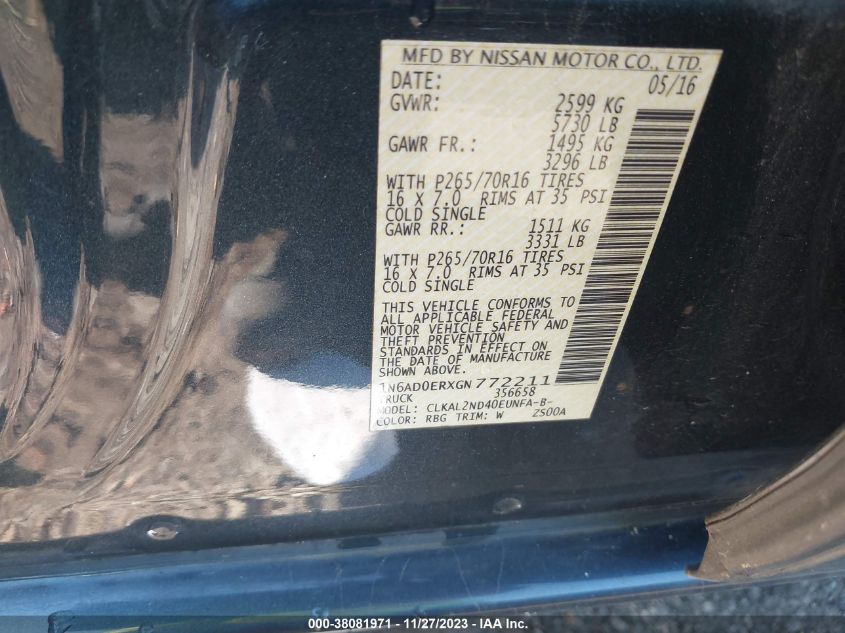 MFD BY NISSAN MOTOR CO., LTD.
DATE: 05/16
GVWR: 2599 KG
5730 LB
GAWR FR.: 1495 KG
3296 LB
WITH P265/70R16 TIRES
16 X 7.0 RIMS AT 35 PSI
COLD SINGLE
GAWR RR.: 1511 KG
3331 LB
WITH P265/70R16 TIRES
16 X 7.0 RIMS AT 35 PSI
COLD SINGLE
THIS VEHICLE CONFORMS TO
ALL APPLICABLE FEDERAL
MOTOR VEHICLE SAFETY AND
THEFT PREVENTION
STANDARDS IN EFFECT ON
THE DATE OF MANUFACTURE
SHOWN ABOVE.
1N6AD0ERXGN772211
TRUCK 356658
MODEL: CLKAL2ND40EUNFA-B-
COLOR: RBG TRIM: W ZS00A
000-38081971 - 11/27/2023 - IAAI.com